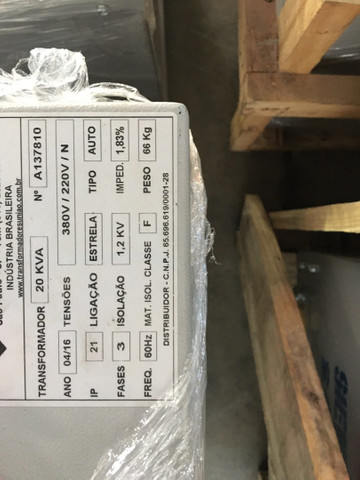 INDÚSTRIA BRASILEIRA
www.transformadoresuniao.com.br
TRANSFORMADOR 20 KVA Nº A137810
ANO 04/16 TENSÕES 380V / 220V / N
IP 21 LIGAÇÃO ESTRELA TIPO AUTO
FASES 3 ISOLAÇÃO 1,2 KV IMPED. 1,83%
FREQ. 60Hz MAT. ISOL. CLASSE F PESO 66 Kg
DISTRIBUIDOR - C.N.P.J. 65.696.619/0001-28